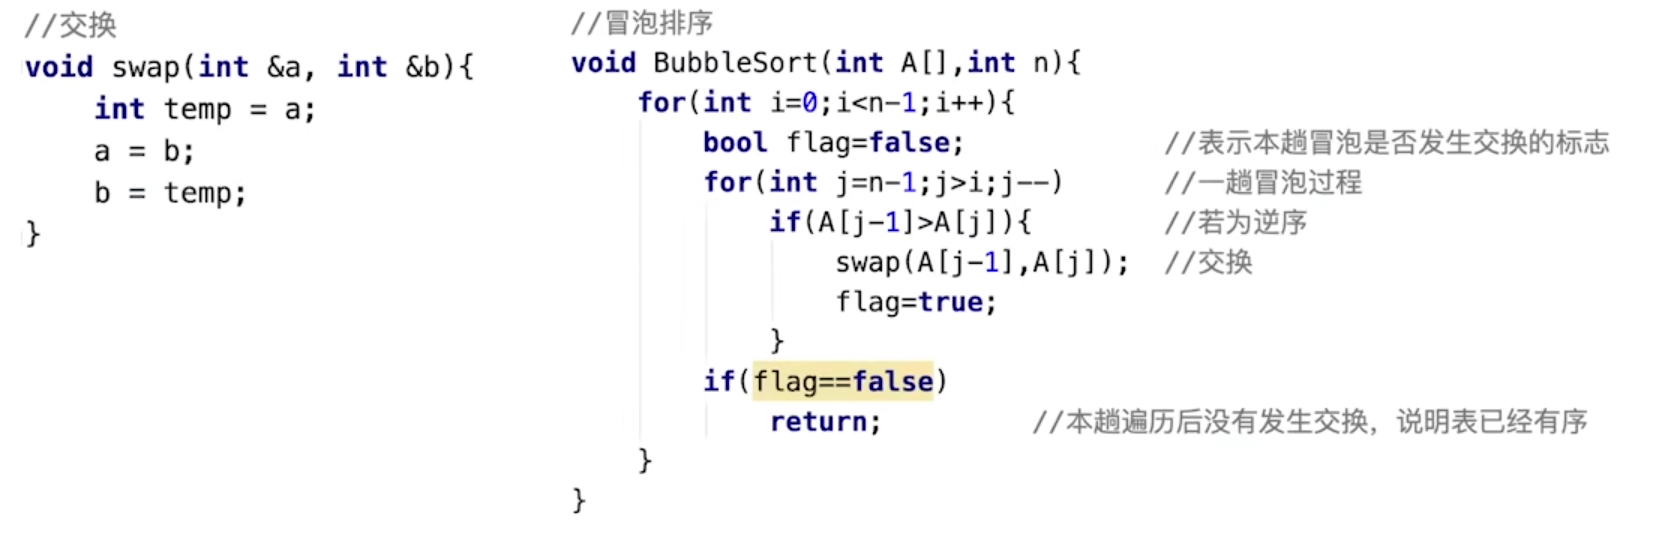 //交换
void swap(int &a, int &b){
    int temp = a;
    a = b;
    b = temp;
}
//冒泡排序
void BubbleSort(int A[],int n){
    for(int i=0;i<n-1;i++){
        bool flag=false;            //表示本趟冒泡是否发生交换的标志
        for(int j=n-1;j>i;j--)      //一趟冒泡过程
            if(A[j-1]>A[j]){        //若为逆序
                swap(A[j-1],A[j]);  //交换
                flag=true;
            }
        if(flag==false)
            return;         //本趟遍历后没有发生交换，说明表已经有序
    }
}